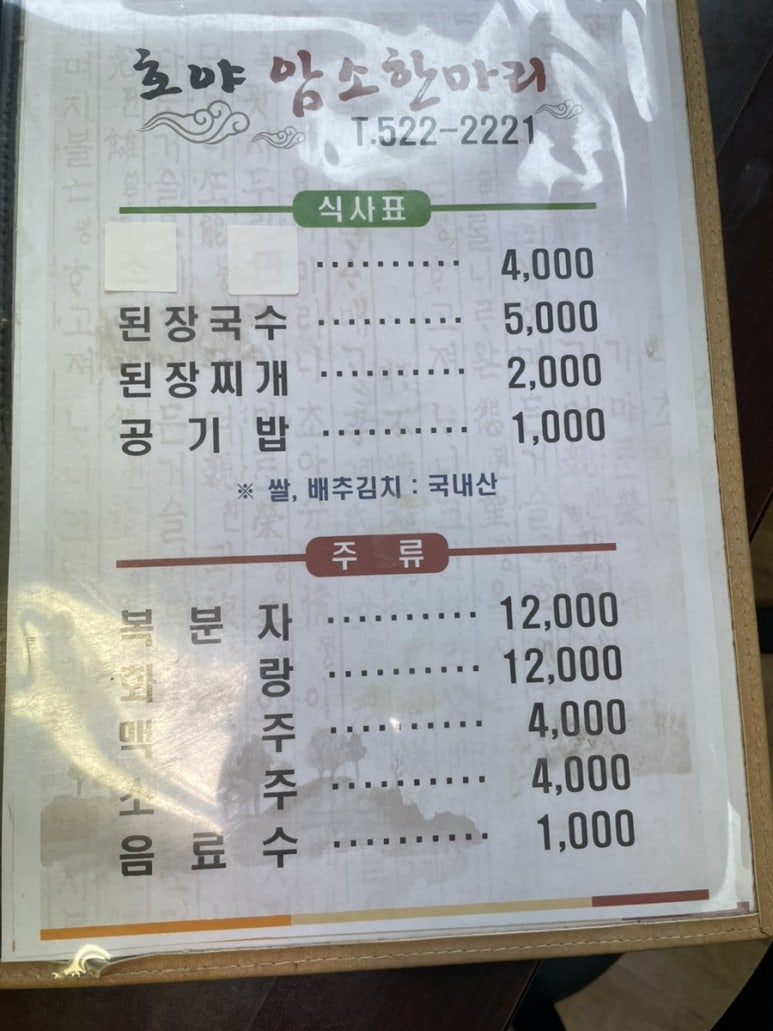 호야 암소한마리
T.522-2221
식사표
.......... 4,000
된장국수 .......... 5,000
된장찌개 .......... 2,000
공기밥 .......... 1,000
※ 쌀, 배추김치 : 국내산
주류
복분자 .......... 12,000
화랑 .......... 12,000
맥주 .......... 4,000
소주 .......... 4,000
음료수 .......... 1,000